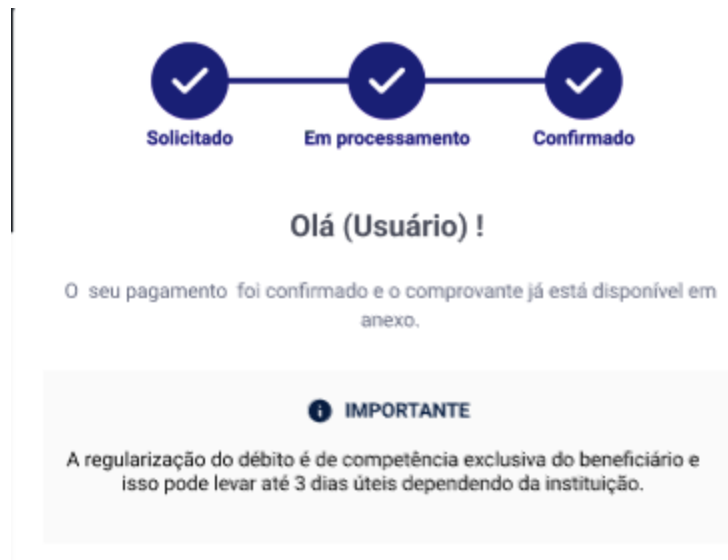 Solicitado Em processamento Confirmado
Olá (Usuário) !
O seu pagamento foi confirmado e o comprovante já está disponível em
anexo.
IMPORTANTE
A regularização do débito é de competência exclusiva do beneficiário e
isso pode levar até 3 dias úteis dependendo da instituição.